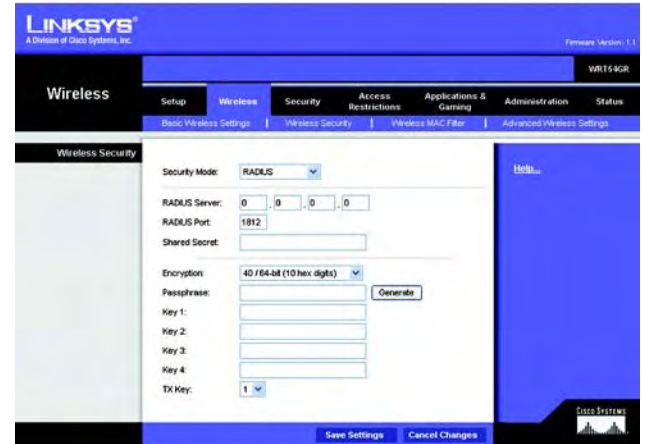 LINKSYS®
A Division of Cisco Systems, Inc.
Firmware Version: 1.1
WRT54GR
Wireless
Setup Wireless Security Access Restrictions Applications & Gaming Administration Status
Basic Wireless Settings | Wireless Security | Wireless MAC Filter | Advanced Wireless Settings
Wireless Security
Help...
Security Mode: RADIUS
RADIUS Server: 0 . 0 . 0 . 0
RADIUS Port: 1812
Shared Secret:
Encryption: 40 / 64-bit (10 hex digits)
Passphrase: Generate
Key 1:
Key 2:
Key 3:
Key 4:
TX Key: 1
CISCO SYSTEMS
Save Settings Cancel Changes